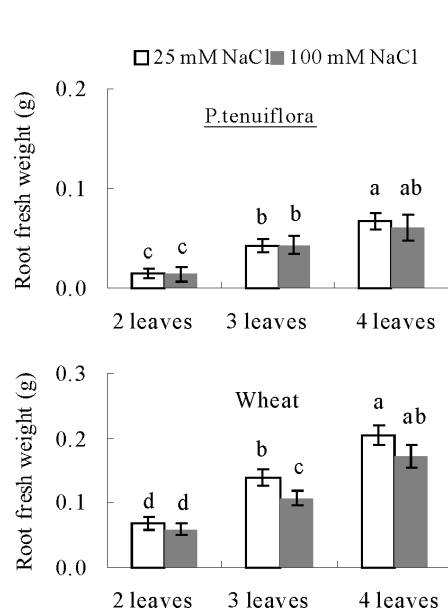 25 mM NaCl 100 mM NaCl
Root fresh weight (g)
P.tenuiflora
0.2
0.1
0.0
c c b b a ab
2 leaves 3 leaves 4 leaves
Root fresh weight (g)
Wheat
0.3
0.2
0.1
0.0
d d b c a ab
2 leaves 3 leaves 4 leaves